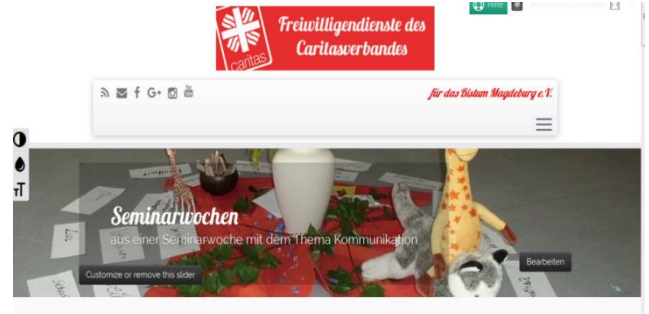 Hilfe
Freiwilligendienste des
Caritasverbandes
caritas
für das Bistum Magdeburg e.V.
Seminarwochen
aus einer Seminarwoche mit dem Thema Kommunikation
Bearbeiten
Customize or remove this slider